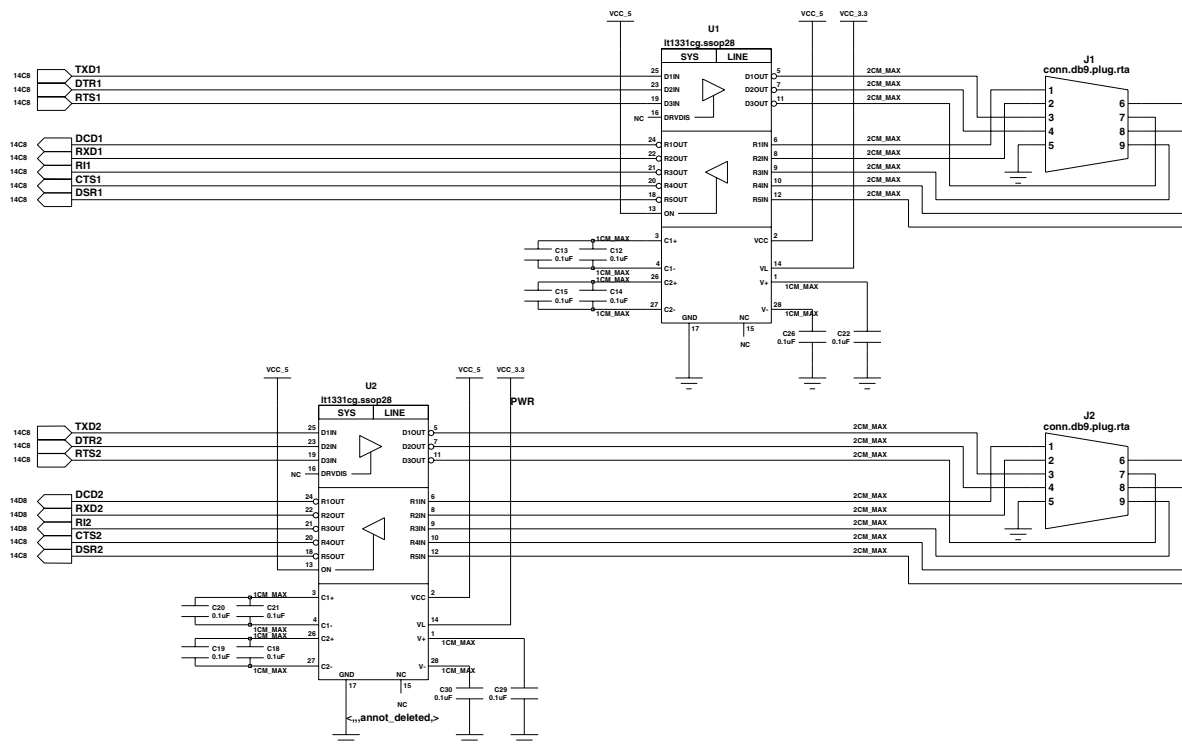 VCC_5 VCC_5 VCC_3.3
U1
lt1331cg.ssop28
SYS LINE
J1
conn.db9.plug.rta
14C8 TXD1 25 D1IN D1OUT 5 2CM_MAX
14C8 DTR1 23 D2IN D2OUT 7 2CM_MAX
14C8 RTS1 19 D3IN D3OUT 11 2CM_MAX
NC 16 DRVDIS
14C8 DCD1 24 R1OUT R1IN 6 2CM_MAX
14C8 RXD1 22 R2OUT R2IN 8 2CM_MAX
14C8 RI1 21 R3OUT R3IN 9 2CM_MAX
14C8 CTS1 20 R4OUT R4IN 10 2CM_MAX
14C8 DSR1 18 R5OUT R5IN 12 2CM_MAX
13 ON
1 6
2 7
3 8
4 9
5
1CM_MAX 3 C1+ VCC 2
C13 0.1uF C12 0.1uF
1CM_MAX 4 C1- VL 14
1CM_MAX 26 C2+ V+ 1 1CM_MAX
C15 0.1uF C14 0.1uF
1CM_MAX 27 C2- V- 28 1CM_MAX
GND NC
17 15
NC
C26 0.1uF C22 0.1uF
VCC_5 VCC_5 VCC_3.3
U2
lt1331cg.ssop28
PWR
SYS LINE
J2
conn.db9.plug.rta
14C8 TXD2 25 D1IN D1OUT 5 2CM_MAX
14C8 DTR2 23 D2IN D2OUT 7 2CM_MAX
14C8 RTS2 19 D3IN D3OUT 11 2CM_MAX
NC 16 DRVDIS
14D8 DCD2 24 R1OUT R1IN 6 2CM_MAX
14D8 RXD2 22 R2OUT R2IN 8 2CM_MAX
14D8 RI2 21 R3OUT R3IN 9 2CM_MAX
14C8 CTS2 20 R4OUT R4IN 10 2CM_MAX
14C8 DSR2 18 R5OUT R5IN 12 2CM_MAX
13 ON
1 6
2 7
3 8
4 9
5
1CM_MAX 3 C1+ VCC 2
C20 0.1uF C21 0.1uF
1CM_MAX 4 C1- VL 14
1CM_MAX 26 C2+ V+ 1 1CM_MAX
C19 0.1uF C18 0.1uF
1CM_MAX 27 C2- V- 28 1CM_MAX
GND NC
17 15
NC
C30 0.1uF C29 0.1uF
<,,,annot_deleted,>